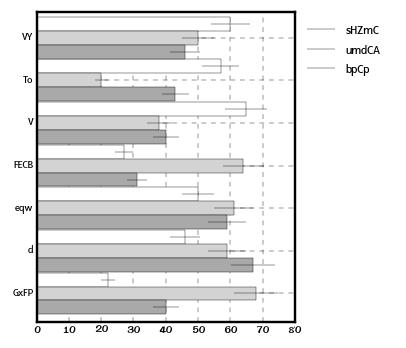 VY
To
V
FECB
eqw
d
GxFP
0 10 20 30 40 50 60 70 80
sHZmC
umdCA
bpCp